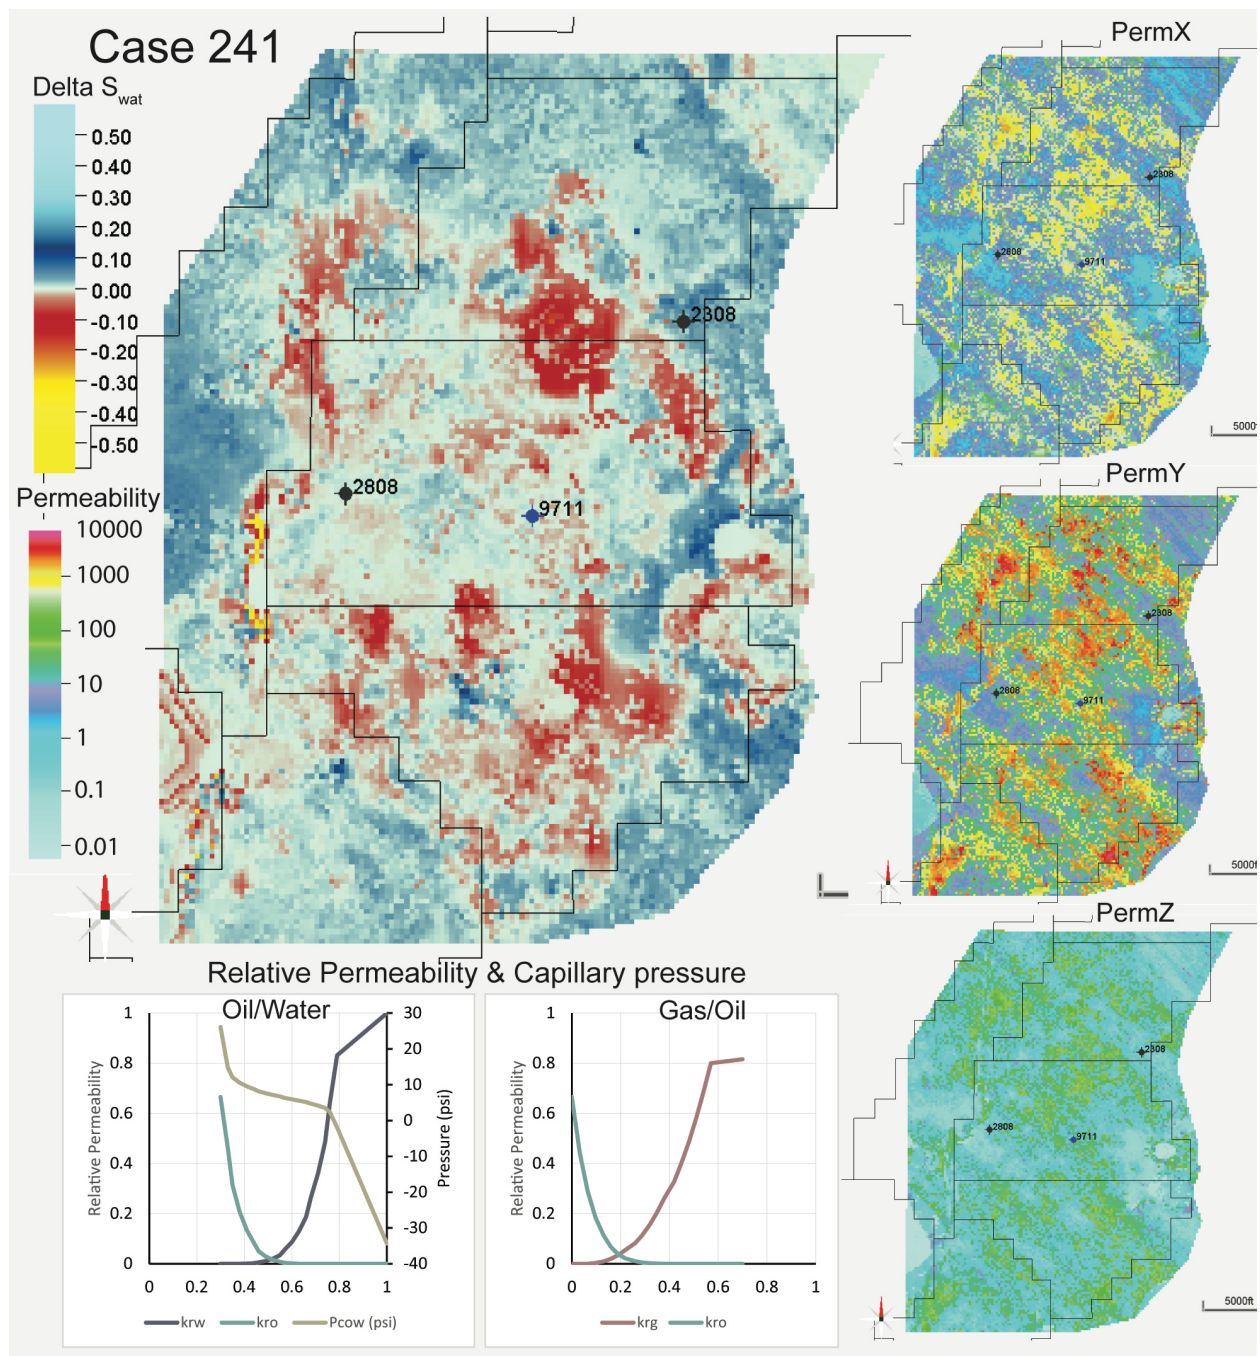 Case 241
Delta Swat
0.50
0.40
0.30
0.20
0.10
0.00
-0.10
-0.20
-0.30
-0.40
-0.50
Permeability
10000
1000
100
10
1
0.1
0.01
2308
2808
9711
PermX
2308
2808
9711
5000ft
PermY
2308
2808
9711
5000ft
PermZ
2308
2808
9711
5000ft
Relative Permeability & Capillary pressure
Oil/Water
Relative Permeability
1
0.8
0.6
0.4
0.2
0
0 0.2 0.4 0.6 0.8 1
30
20
10
0
-10
-20
-30
-40
Pressure (psi)
krw kro Pcow (psi)
Gas/Oil
Relative Permeability
1
0.8
0.6
0.4
0.2
0
0 0.2 0.4 0.6 0.8 1
krg kro